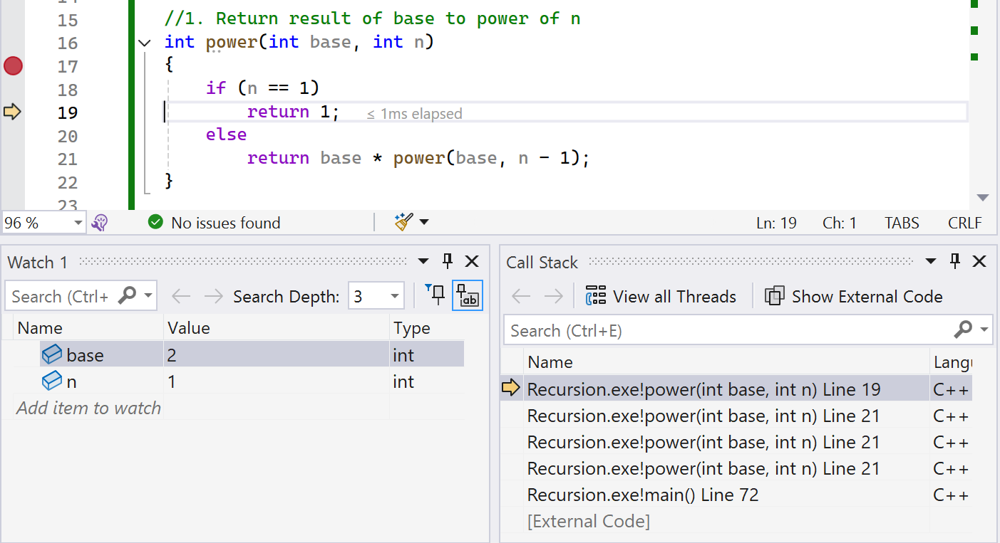 14
15 //1. Return result of base to power of n
16 int power(int base, int n)
17 {
18 if (n == 1)
19 return 1; ≤ 1ms elapsed
20 else
21 return base * power(base, n - 1);
22 }
23
96 % No issues found Ln: 19 Ch: 1 TABS CRLF
Watch 1
Search (Ctrl+ Search Depth: 3
Name Value Type
base 2 int
n 1 int
Add item to watch
Call Stack
View all Threads Show External Code
Search (Ctrl+E)
Name Langu
Recursion.exe!power(int base, int n) Line 19 C++
Recursion.exe!power(int base, int n) Line 21 C++
Recursion.exe!power(int base, int n) Line 21 C++
Recursion.exe!power(int base, int n) Line 21 C++
Recursion.exe!main() Line 72 C++
[External Code]